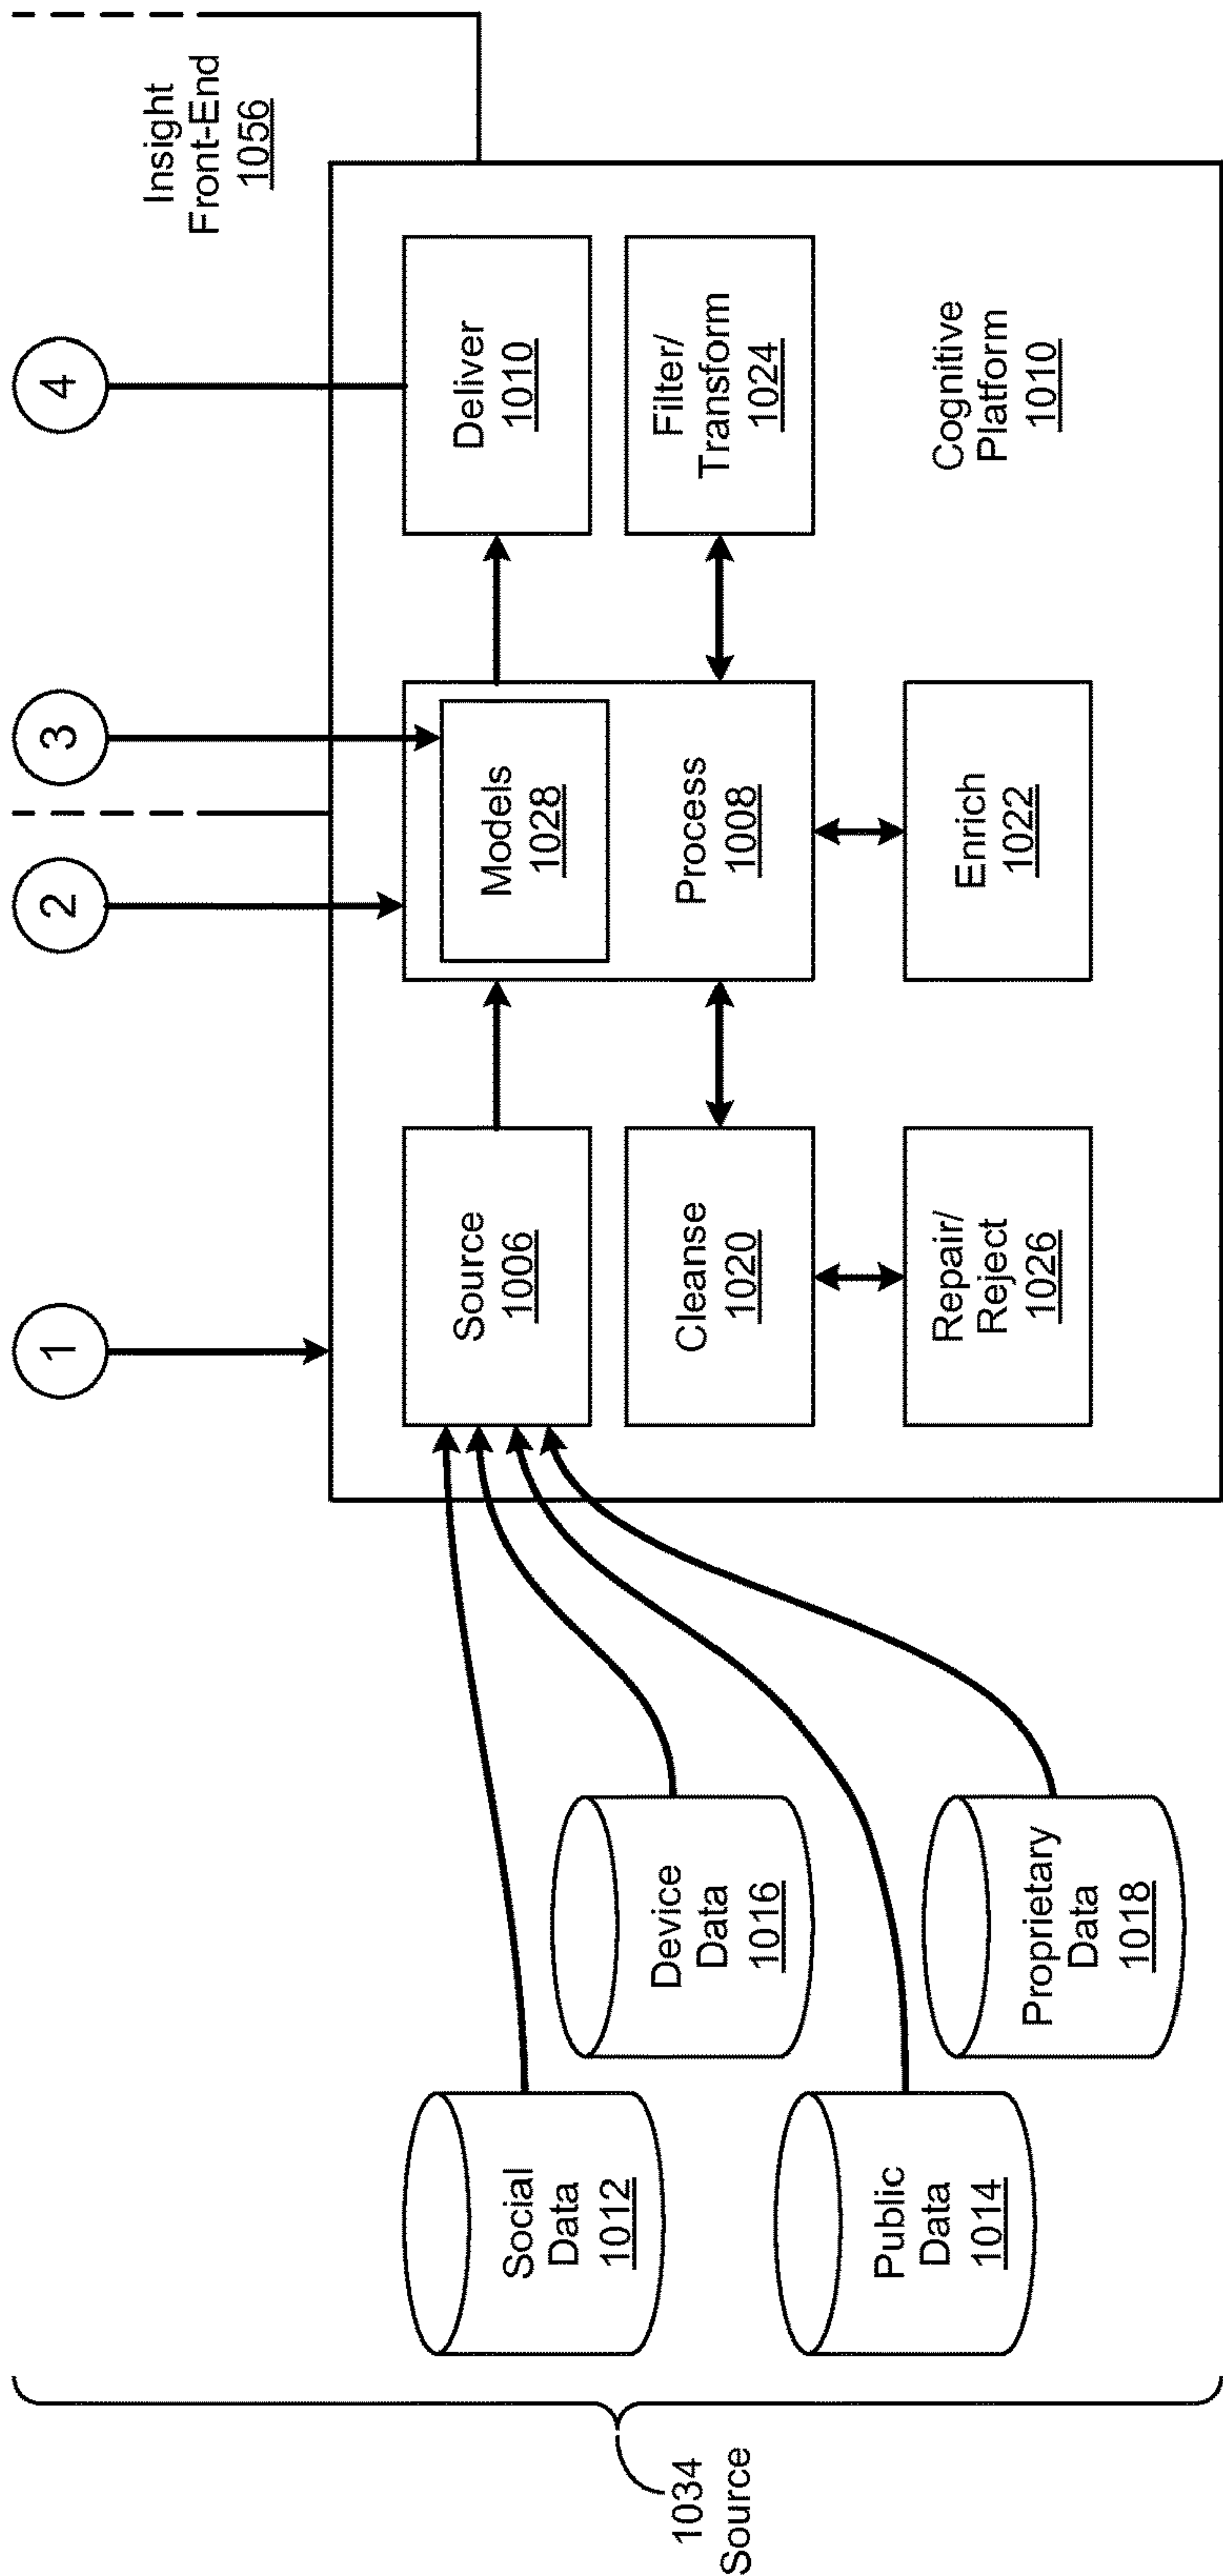 1
2
3
4
Insight
Front-End
1056
Source
1006
Models
1028
Process
1008
Deliver
1010
Cleanse
1020
Filter/
Transform
1024
Repair/
Reject
1026
Enrich
1022
Cognitive
Platform
1010
Social
Data
1012
Device
Data
1016
Public
Data
1014
Proprietary
Data
1018
1034
Source